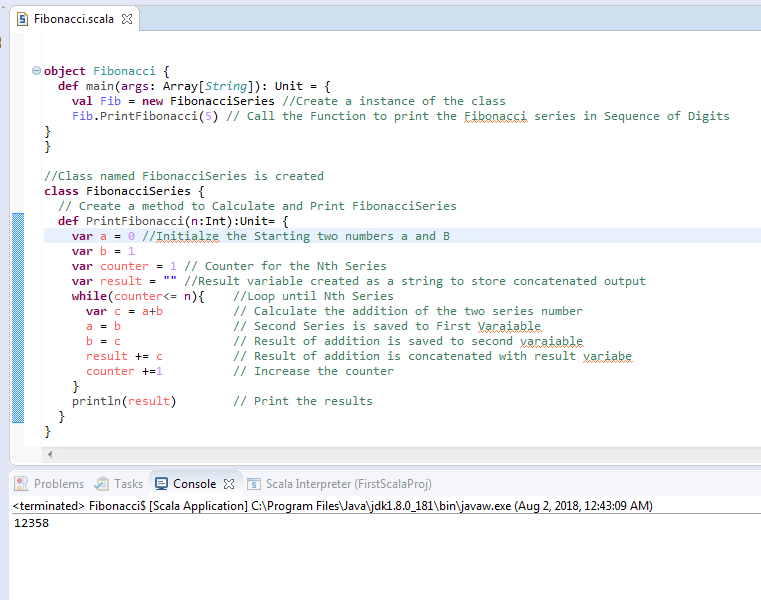 Fibonacci.scala
object Fibonacci {
  def main(args: Array[String]): Unit = {
    val Fib = new FibonacciSeries //Create a instance of the class
    Fib.PrintFibonacci(5) // Call the Function to print the Fibonacci series in Sequence of Digits
}
}
//Class named FibonacciSeries is created
class FibonacciSeries {
  // Create a method to Calculate and Print FibonacciSeries
  def PrintFibonacci(n:Int):Unit= {
    var a = 0 //Initialze the Starting two numbers a and B
    var b = 1
    var counter = 1 // Counter for the Nth Series
    var result = "" //Result variable created as a string to store concatenated output
    while(counter<= n){    //Loop until Nth Series
      var c = a+b          // Calculate the addition of the two series number
      a = b                // Second Series is saved to First Varaiable
      b = c                // Result of addition is saved to second varaiable
      result += c          // Result of addition is concatenated with result variabe
      counter +=1          // Increase the counter
    }
    println(result)        // Print the results
  }
}
Problems Tasks Console Scala Interpreter (FirstScalaProj)
<terminated> Fibonacci$ [Scala Application] C:\Program Files\Java\jdk1.8.0_181\bin\javaw.exe (Aug 2, 2018, 12:43:09 AM)
12358